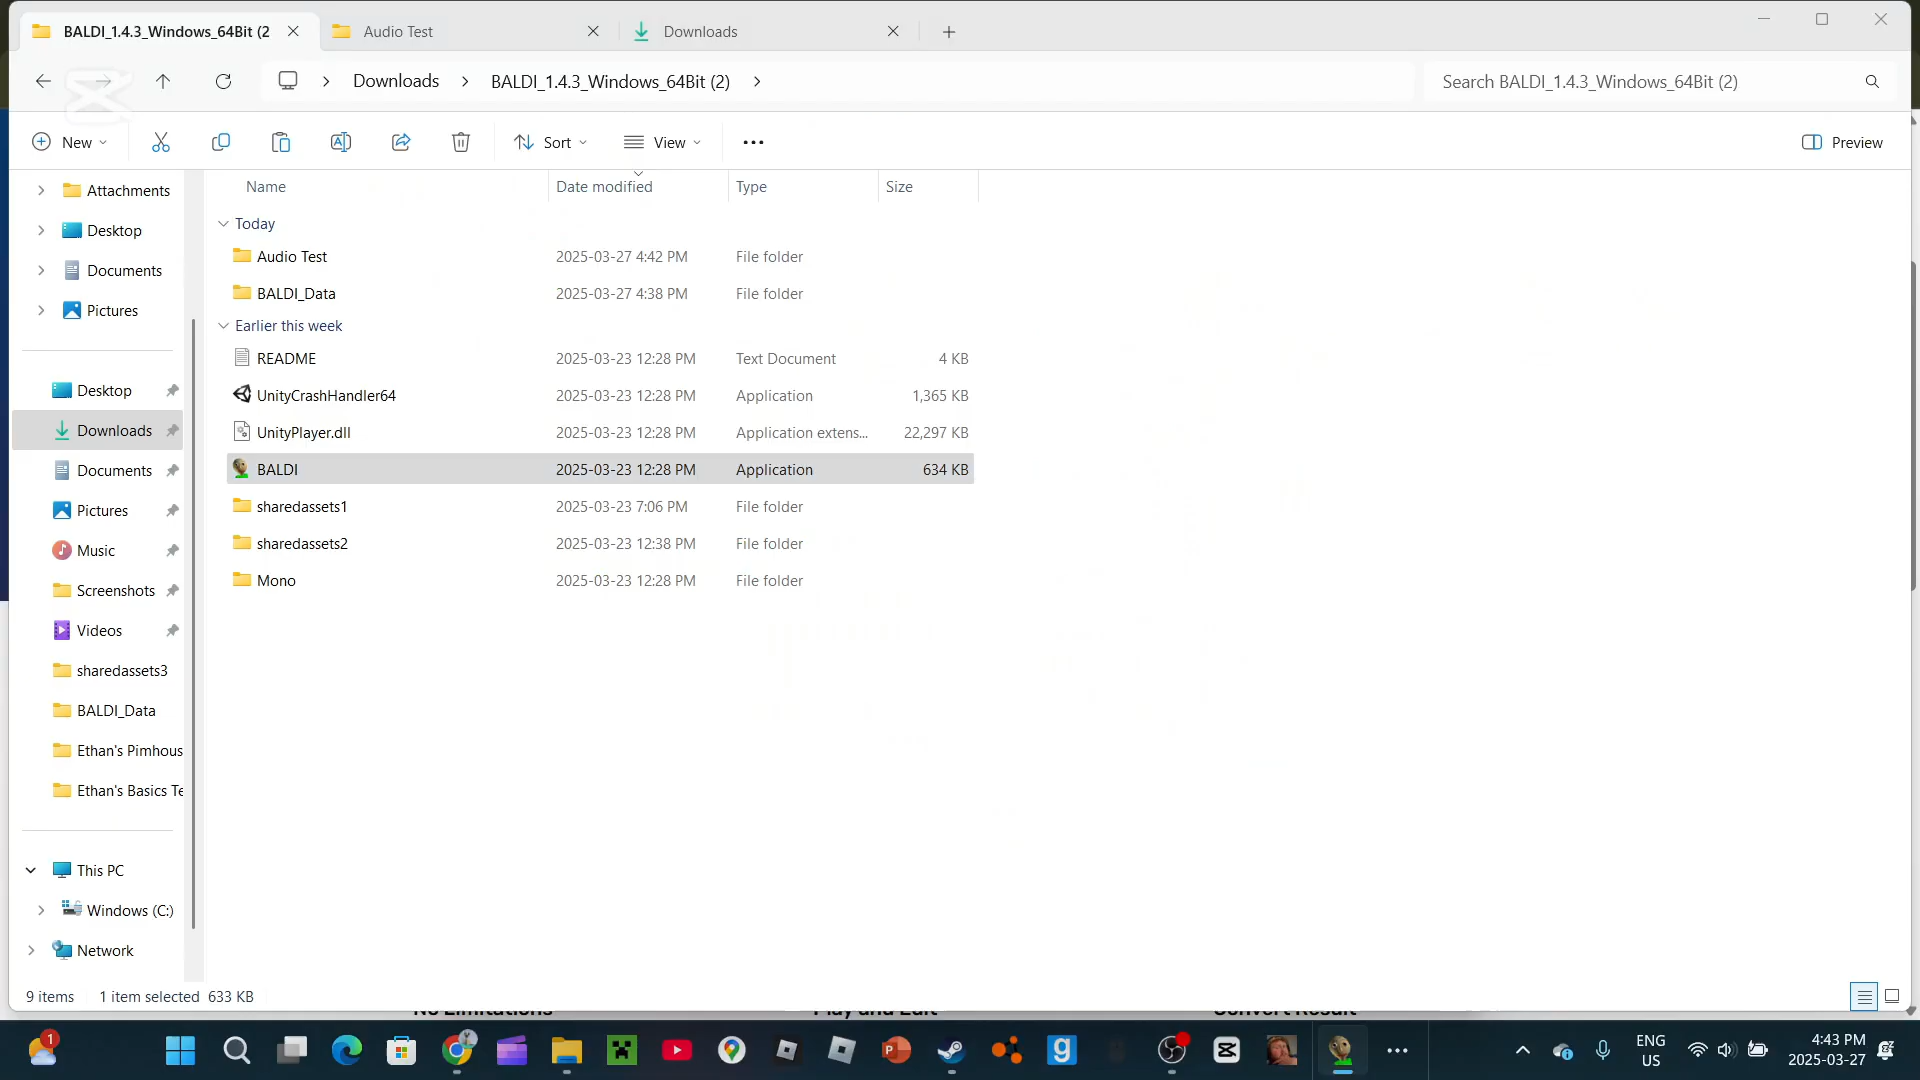 BALDI_1.4.3_Windows_64Bit (2
Audio Test
Downloads
Downloads
BALDI_1.4.3_Windows_64Bit (2)
Search BALDI_1.4.3_Windows_64Bit (2)
New
Sort
View
Preview
Attachments
Desktop
Documents
Pictures
Desktop
Downloads
Documents
Pictures
Music
Screenshots
Videos
sharedassets3
BALDI_Data
Ethan's Pimhous
Ethan's Basics Te
This PC
Windows (C:)
Network
Name Date modified Type Size
Today
Audio Test 2025-03-27 4:42 PM File folder
BALDI_Data 2025-03-27 4:38 PM File folder
Earlier this week
README 2025-03-23 12:28 PM Text Document 4 KB
UnityCrashHandler64 2025-03-23 12:28 PM Application 1,365 KB
UnityPlayer.dll 2025-03-23 12:28 PM Application extens... 22,297 KB
BALDI 2025-03-23 12:28 PM Application 634 KB
sharedassets1 2025-03-23 7:06 PM File folder
sharedassets2 2025-03-23 12:38 PM File folder
Mono 2025-03-23 12:28 PM File folder
9 items 1 item selected 633 KB
No Limitations Play and Edit Convert Result
1
ENG
US
4:43 PM
2025-03-27